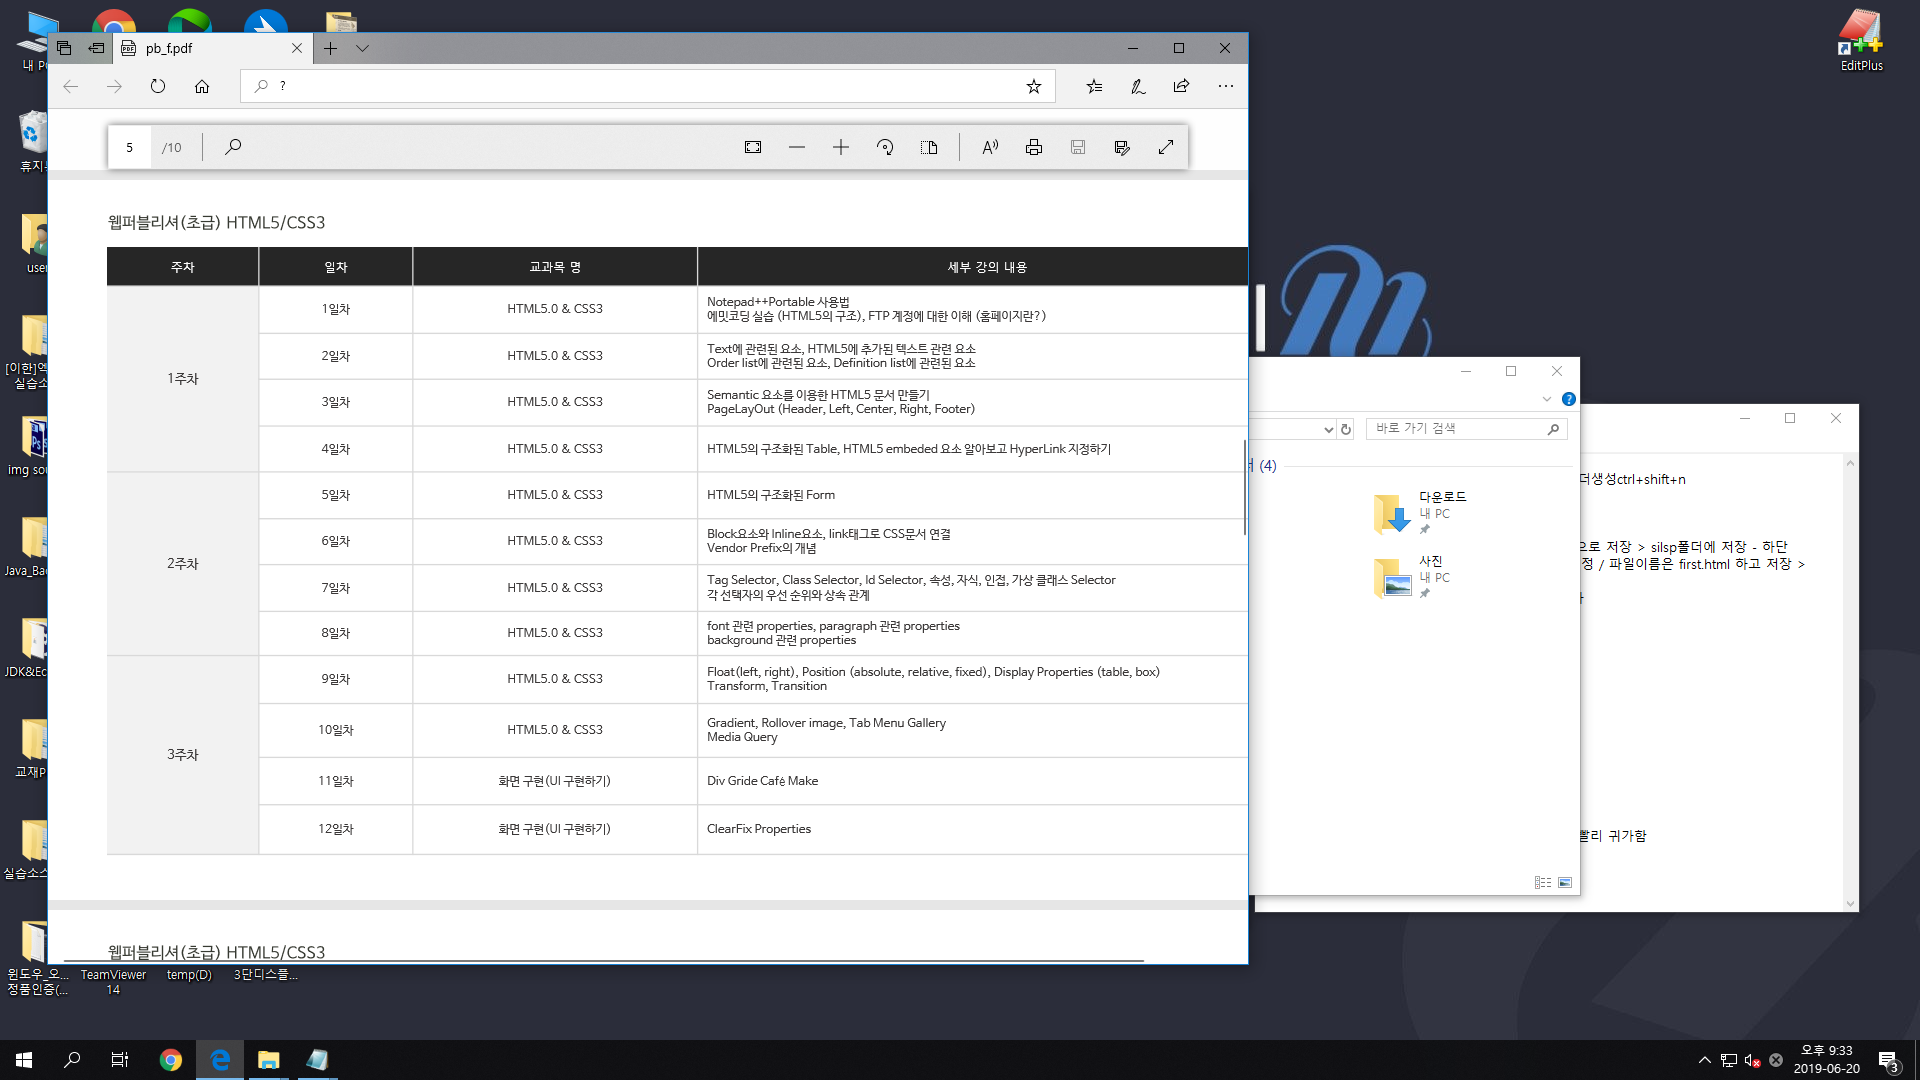 내 P
pb_f.pdf
?
5 /10
웹퍼블리셔(초급) HTML5/CSS3
주차 일차 교과목 명 세부 강의 내용
1주차
1일차 HTML5.0 & CSS3 Notepad++Portable 사용법
에밋코딩 실습 (HTML5의 구조), FTP 계정에 대한 이해 (홈페이지란?)
2일차 HTML5.0 & CSS3 Text에 관련된 요소, HTML5에 추가된 텍스트 관련 요소
Order list에 관련된 요소, Definition list에 관련된 요소
3일차 HTML5.0 & CSS3 Semantic 요소를 이용한 HTML5 문서 만들기
PageLayOut (Header, Left, Center, Right, Footer)
4일차 HTML5.0 & CSS3 HTML5의 구조화된 Table, HTML5 embeded 요소 알아보고 HyperLink 지정하기
2주차
5일차 HTML5.0 & CSS3 HTML5의 구조화된 Form
6일차 HTML5.0 & CSS3 Block요소와 Inline요소, link태그로 CSS문서 연결
Vendor Prefix의 개념
7일차 HTML5.0 & CSS3 Tag Selector, Class Selector, Id Selector, 속성, 자식, 인접, 가상 클래스 Selector
각 선택자의 우선 순위와 상속 관계
8일차 HTML5.0 & CSS3 font 관련 properties, paragraph 관련 properties
background 관련 properties
3주차
9일차 HTML5.0 & CSS3 Float(left, right), Position (absolute, relative, fixed), Display Properties (table, box)
Transform, Transition
10일차 HTML5.0 & CSS3 Gradient, Rollover image, Tab Menu Gallery
Media Query
11일차 화면 구현(UI 구현하기) Div Gride Café Make
12일차 화면 구현(UI 구현하기) ClearFix Properties
웹퍼블리셔(초급) HTML5/CSS3
휴지
user
[이한]엑
실습소
img sou
Java_Ba
JDK&Ec
교재P
실습소스
윈도우_오...
정품인증(...
TeamViewer
14
temp(D)
3단디스플...
EditPlus
바로 가기 검색
(4)
다운로드
내 PC
사진
내 PC
더생성ctrl+shift+n
으로 저장 > silsp폴더에 저장 - 하단
정 / 파일이름은 first.html 하고 저장 >
빨리 귀가함
오후 9:33
2019-06-20
3